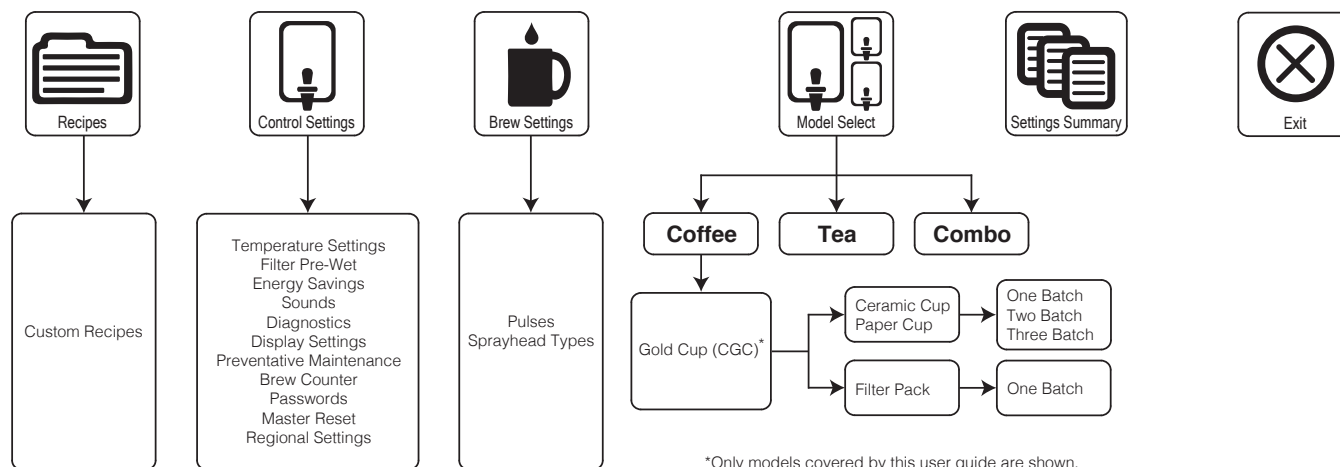 Recipes
Control Settings
Brew Settings
Model Select
Settings Summary
Exit
Custom Recipes
Temperature Settings
Filter Pre-Wet
Energy Savings
Sounds
Diagnostics
Display Settings
Preventative Maintenance
Brew Counter
Passwords
Master Reset
Regional Settings
Pulses
Sprayhead Types
Coffee
Tea
Combo
Gold Cup (CGC)*
Ceramic Cup
Paper Cup
One Batch
Two Batch
Three Batch
Filter Pack
One Batch
*Only models covered by this user guide are shown.